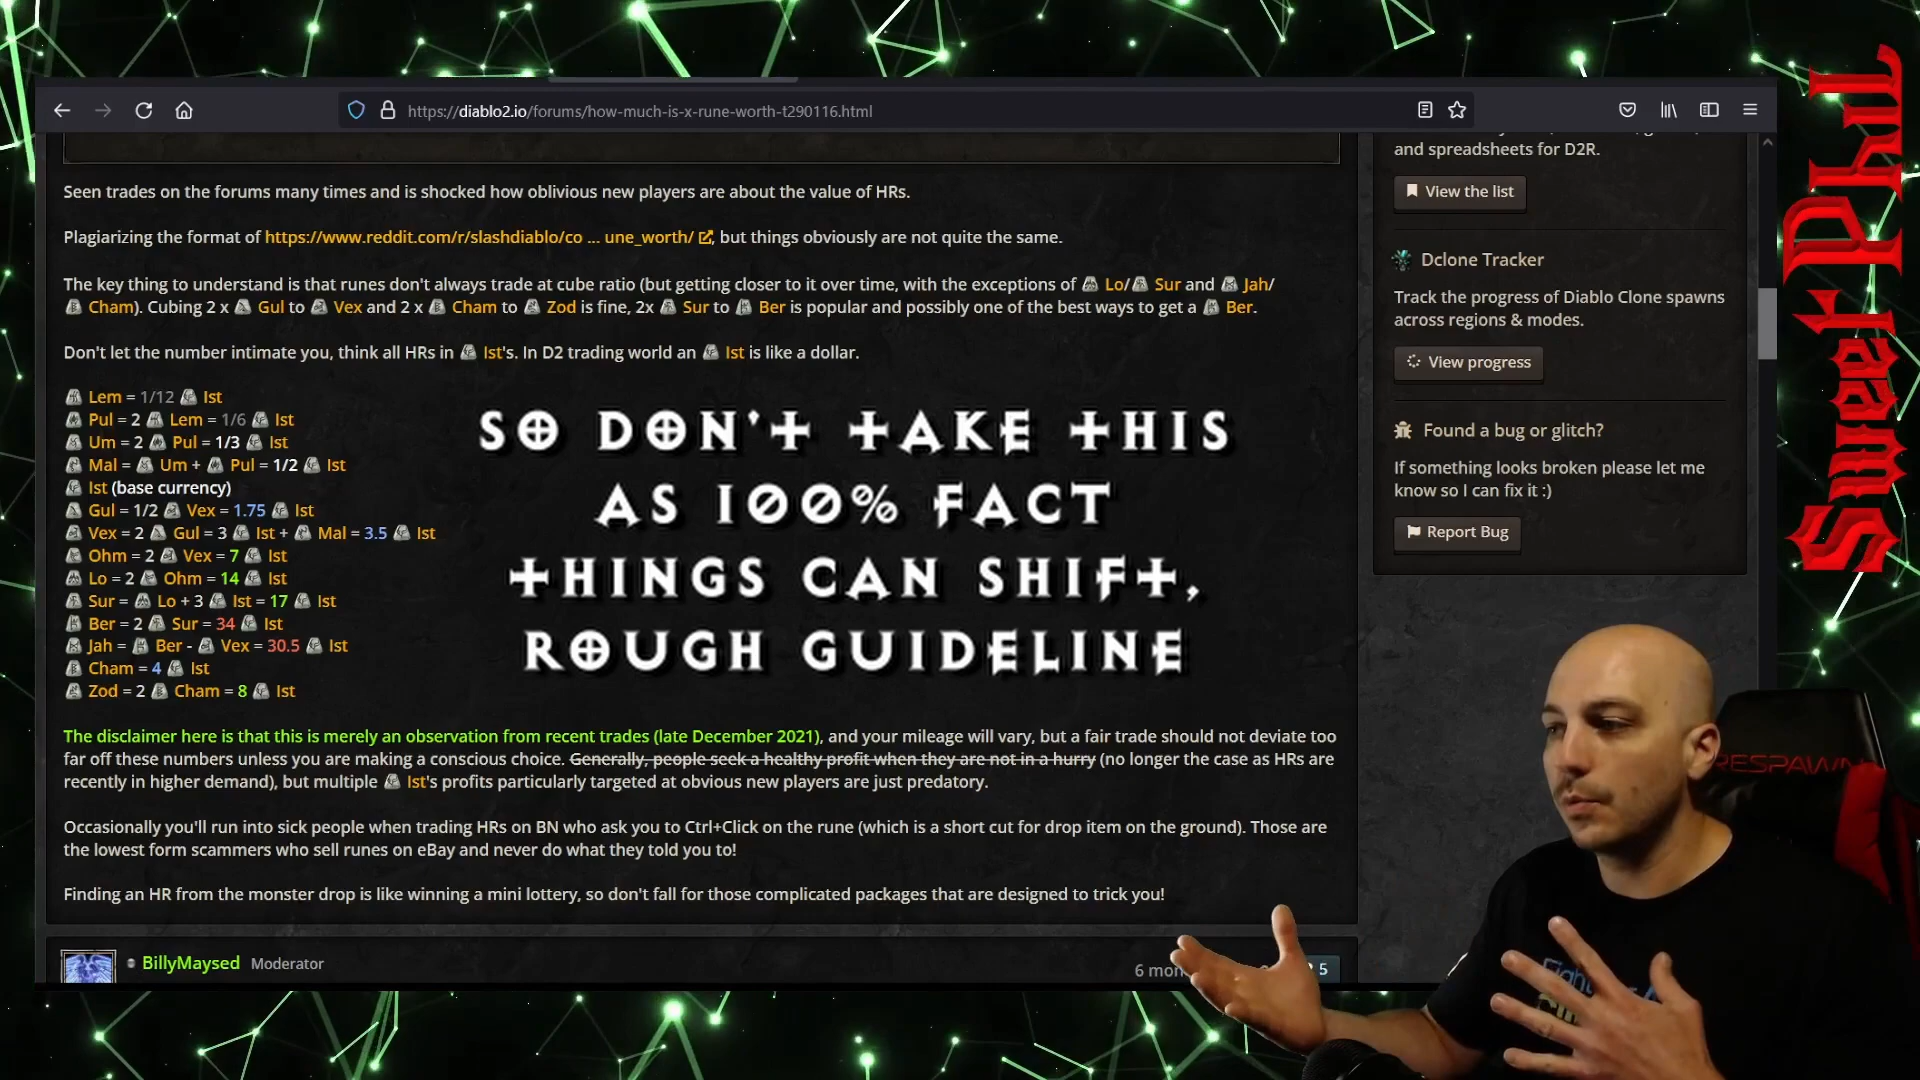 https://diablo2.io/forums/how-much-is-x-rune-worth-t290116.html
Seen trades on the forums many times and is shocked how oblivious new players are about the value of HRs.
Plagiarizing the format of https://www.reddit.com/r/slashdiablo/co ... une_worth/, but things obviously are not quite the same.
The key thing to understand is that runes don't always trade at cube ratio (but getting closer to it over time, with the exceptions of Lo/ Sur and Jah/
Cham). Cubing 2 x Gul to Vex and 2 x Cham to Zod is fine, 2x Sur to Ber is popular and possibly one of the best ways to get a Ber.
Don't let the number intimate you, think all HRs in Ist's. In D2 trading world an Ist is like a dollar.
Lem = 1/12 Ist
Pul = 2 Lem = 1/6 Ist
Um = 2 Pul = 1/3 Ist
Mal = Um + Pul = 1/2 Ist
Ist (base currency)
Gul = 1/2 Vex = 1.75 Ist
Vex = 2 Gul = 3 Ist + Mal = 3.5 Ist
Ohm = 2 Vex = 7 Ist
Lo = 2 Ohm = 14 Ist
Sur = Lo + 3 Ist = 17 Ist
Ber = 2 Sur = 34 Ist
Jah = Ber - Vex = 30.5 Ist
Cham = 4 Ist
Zod = 2 Cham = 8 Ist
SO DON'T TAKE THIS
AS 100% FACT
THINGS CAN SHIFT,
ROUGH GUIDELINE
The disclaimer here is that this is merely an observation from recent trades (late December 2021), and your mileage will vary, but a fair trade should not deviate too
far off these numbers unless you are making a conscious choice. Generally, people seek a healthy profit when they are not in a hurry (no longer the case as HRs are
recently in higher demand), but multiple Ist's profits particularly targeted at obvious new players are just predatory.
Occasionally you'll run into sick people when trading HRs on BN who ask you to Ctrl+Click on the rune (which is a short cut for drop item on the ground). Those are
the lowest form scammers who sell runes on eBay and never do what they told you to!
Finding an HR from the monster drop is like winning a mini lottery, so don't fall for those complicated packages that are designed to trick you!
BillyMaysed Moderator
6 mon
5
and spreadsheets for D2R.
View the list
Dclone Tracker
Track the progress of Diablo Clone spawns
across regions & modes.
View progress
Found a bug or glitch?
If something looks broken please let me
know so I can fix it :)
Report Bug
RESPAWN